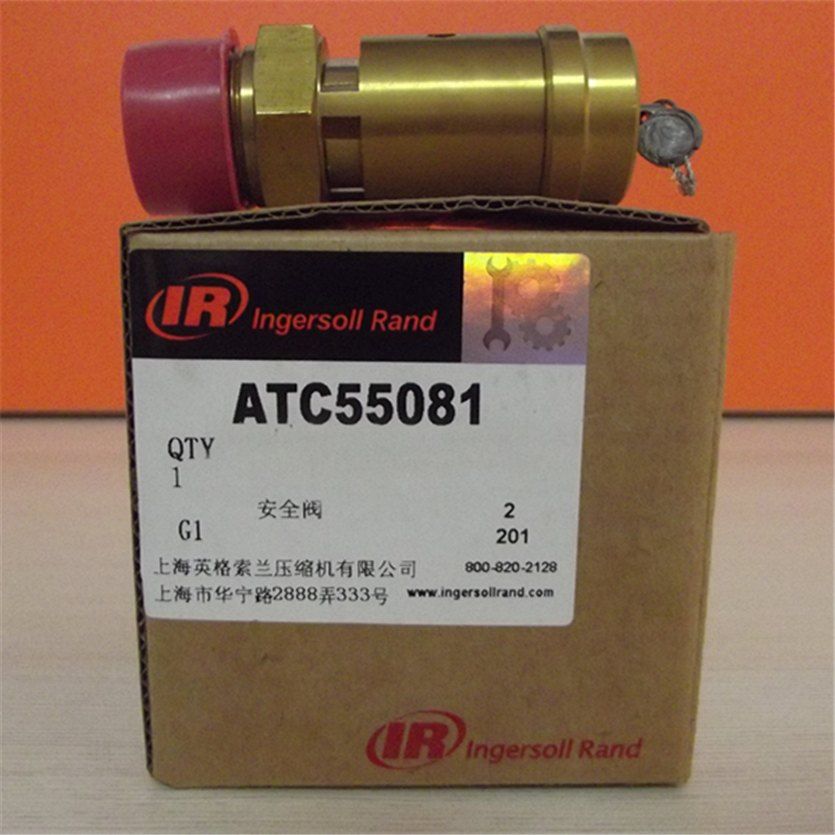 IR Ingersoll Rand
ATC55081
QTY
1
安全阀 2
G1 201
上海英格索兰压缩机有限公司 800-820-2128
上海市华宁路2888弄333号 www.ingersollrand.com
IR Ingersoll Rand